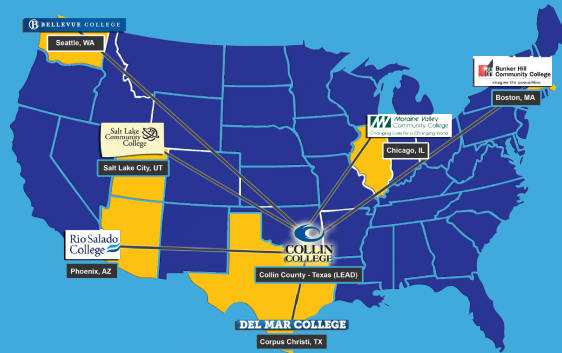 B BELLEVUE COLLEGE
Seattle, WA
Bunker Hill
Community College
imagine the possibilities
Boston, MA
Moraine Valley
Community College
Changing Lives for a Changing World
Chicago, IL
Salt Lake
Community
College
Salt Lake City, UT
Rio Salado
College
Phoenix, AZ
COLLIN
COLLEGE
Collin County - Texas (LEAD)
DEL MAR COLLEGE
Corpus Christi, TX